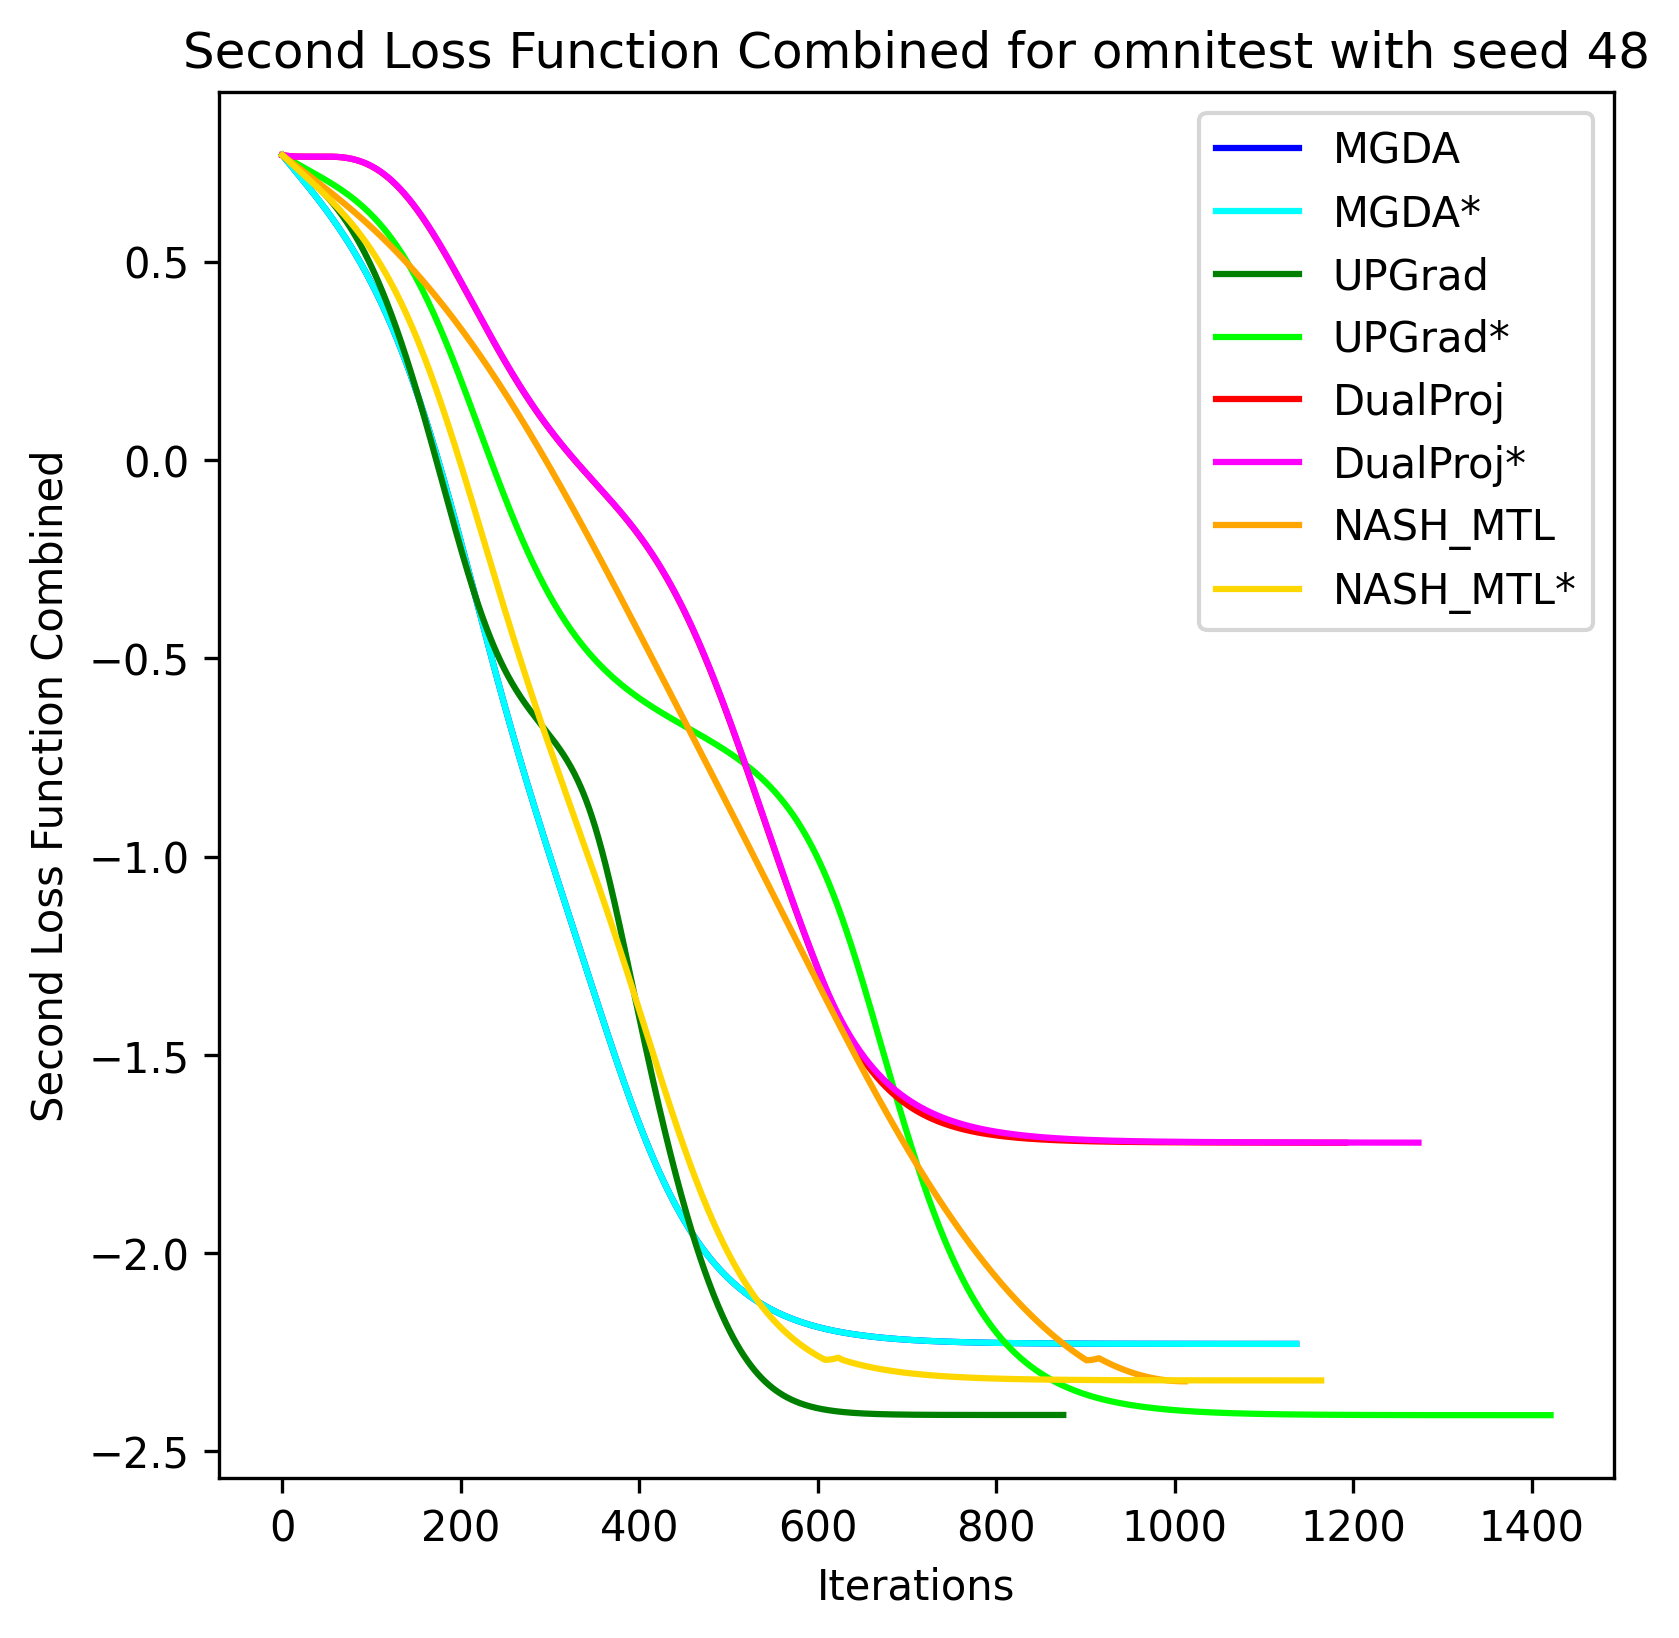 Second Loss Function Combined for omnitest with seed 48
MGDA
MGDA*
UPGrad
UPGrad*
DualProj
DualProj*
NASH_MTL
NASH_MTL*
Second Loss Function Combined
0.5
0.0
−0.5
−1.0
−1.5
−2.0
−2.5
0 200 400 600 800 1000 1200 1400
Iterations